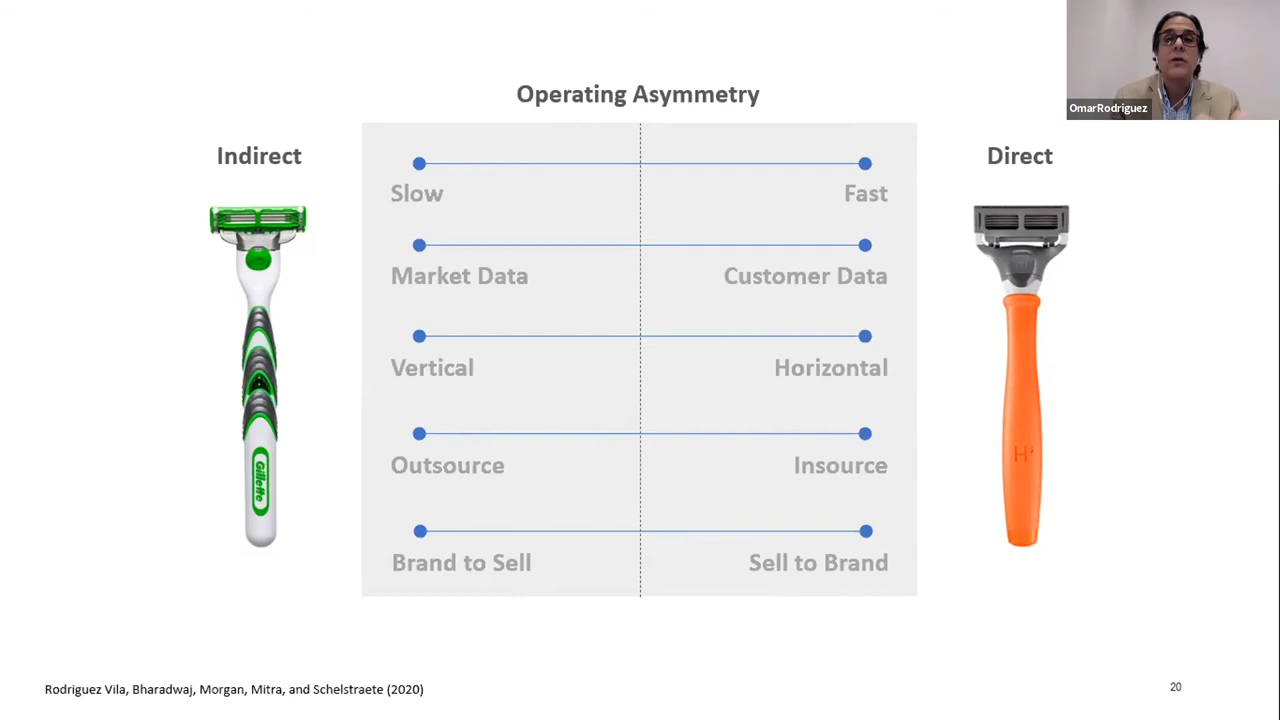 OmarRodriguez
Operating Asymmetry
Indirect
Direct
Slow
Fast
Market Data
Customer Data
Vertical
Horizontal
Outsource
Insource
Brand to Sell
Sell to Brand
Gillette
H'
Rodriguez Vila, Bharadwaj, Morgan, Mitra, and Schelstraete (2020)
20